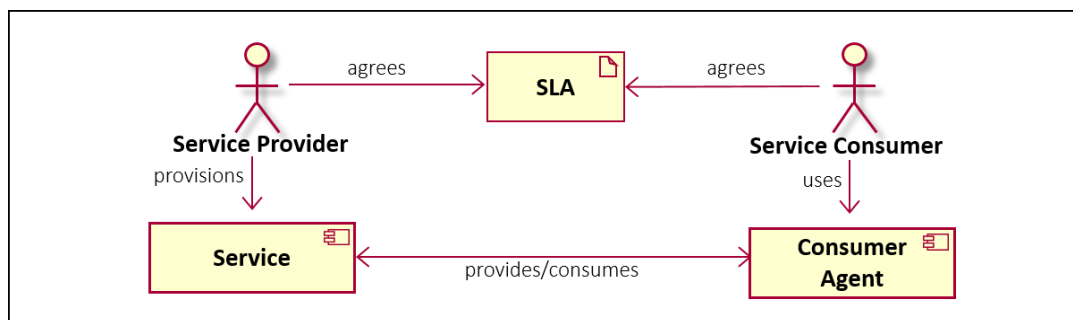 agrees
SLA
agrees
Service Provider
Service Consumer
provisions
uses
Service
provides/consumes
Consumer
Agent